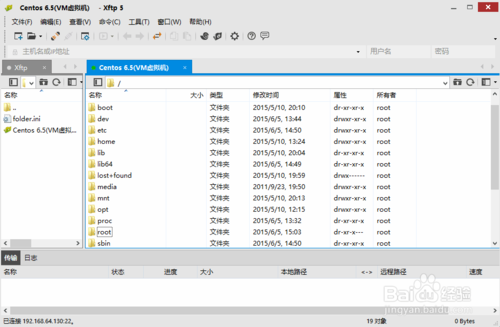 Centos 6.5(VM虚拟机) - Xftp 5
文件(F) 编辑(E) 查看(V) 命令(C) 工具(T) 窗口(W) 帮助(H)
主机名或IP地址 用户名 密码
Xftp Centos 6.5(VM虚拟机)
/
名称
..
folder.ini
Centos 6.5(VM虚拟...
名称 大小 类型 修改时间 属性 所有者
boot 文件夹 2015/5/10, 20:10 dr-xr-xr-x root
dev 文件夹 2015/6/5, 13:44 drwxr-xr-x root
etc 文件夹 2015/6/5, 14:50 drwxr-xr-x root
home 文件夹 2015/5/10, 13:24 drwxr-xr-x root
lib 文件夹 2015/5/10, 20:04 dr-xr-xr-x root
lib64 文件夹 2015/6/5, 14:49 dr-xr-xr-x root
lost+found 文件夹 2015/5/10, 19:59 drwx------ root
media 文件夹 2011/9/23, 19:50 drwxr-xr-x root
mnt 文件夹 2015/5/10, 20:13 drwxr-xr-x root
opt 文件夹 2015/5/10, 12:15 drwxr-xr-x root
proc 文件夹 2015/6/5, 13:32 dr-xr-xr-x root
root 文件夹 2015/6/5, 15:03 dr-xr-x--- root
sbin 文件夹 2015/6/5, 14:50 dr-xr-xr-x root
传输 日志
名称 状态 进度 大小 本地路径 <-> 远程路径 速度
Baidu 经验
jingyan.baidu.com
已连接 192.168.64.130:22。 19 对象 0 Bytes